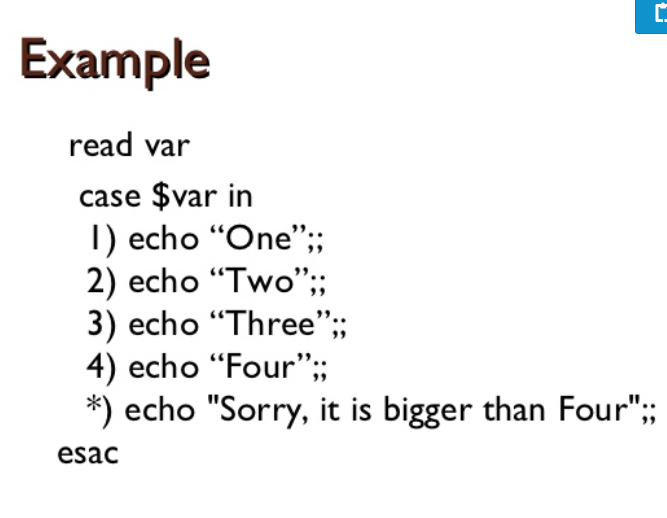 Example
read var
case $var in
1) echo “One”;;
2) echo “Two”;;
3) echo “Three”;;
4) echo “Four”;;
*) echo "Sorry, it is bigger than Four";;
esac